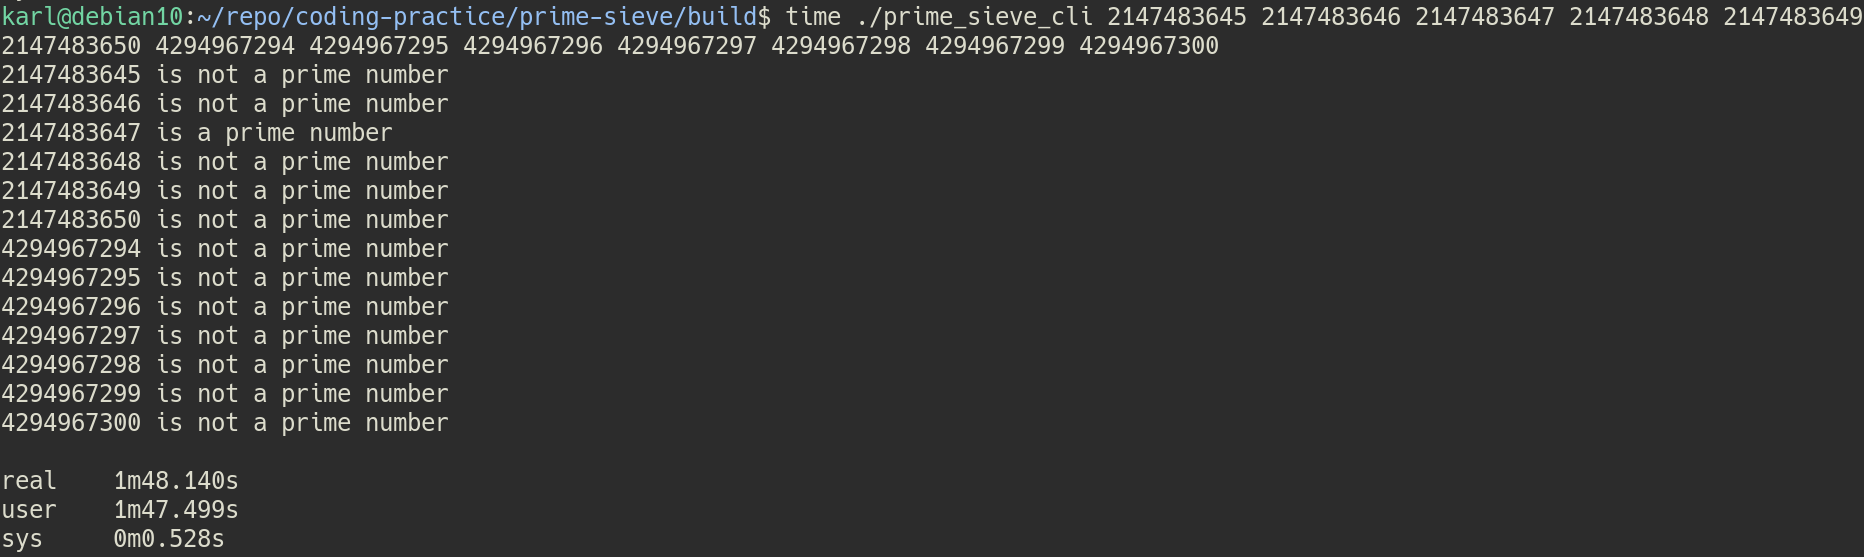 karl@debian10:~/repo/coding-practice/prime-sieve/build$ time ./prime_sieve_cli 2147483645 2147483646 2147483647 2147483648 2147483649
2147483650 4294967294 4294967295 4294967296 4294967297 4294967298 4294967299 4294967300
2147483645 is not a prime number
2147483646 is not a prime number
2147483647 is a prime number
2147483648 is not a prime number
2147483649 is not a prime number
2147483650 is not a prime number
4294967294 is not a prime number
4294967295 is not a prime number
4294967296 is not a prime number
4294967297 is not a prime number
4294967298 is not a prime number
4294967299 is not a prime number
4294967300 is not a prime number
real 1m48.140s
user 1m47.499s
sys 0m0.528s